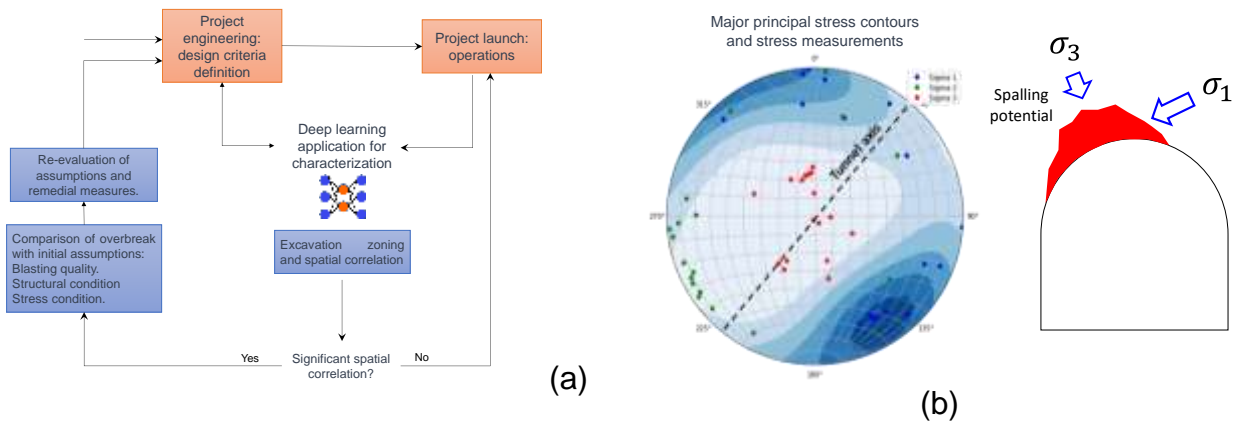 Project
engineering:
design criteria
definition
Project launch:
operations
Deep learning
application for
characterization
Re-evaluation of
assumptions and
remedial measures.
Comparison of overbreak
with initial assumptions:
Blasting quality.
Structural condition
Stress condition.
Excavation zoning
and spatial correlation
Yes
Significant spatial
correlation?
No
(a)
Major principal stress contours
and stress measurements
0°
315°
Sigma 1
Sigma 2
Sigma 3
Tunnel axis
270°
90°
225°
135°
180°
(b)
σ3
σ1
Spalling
potential